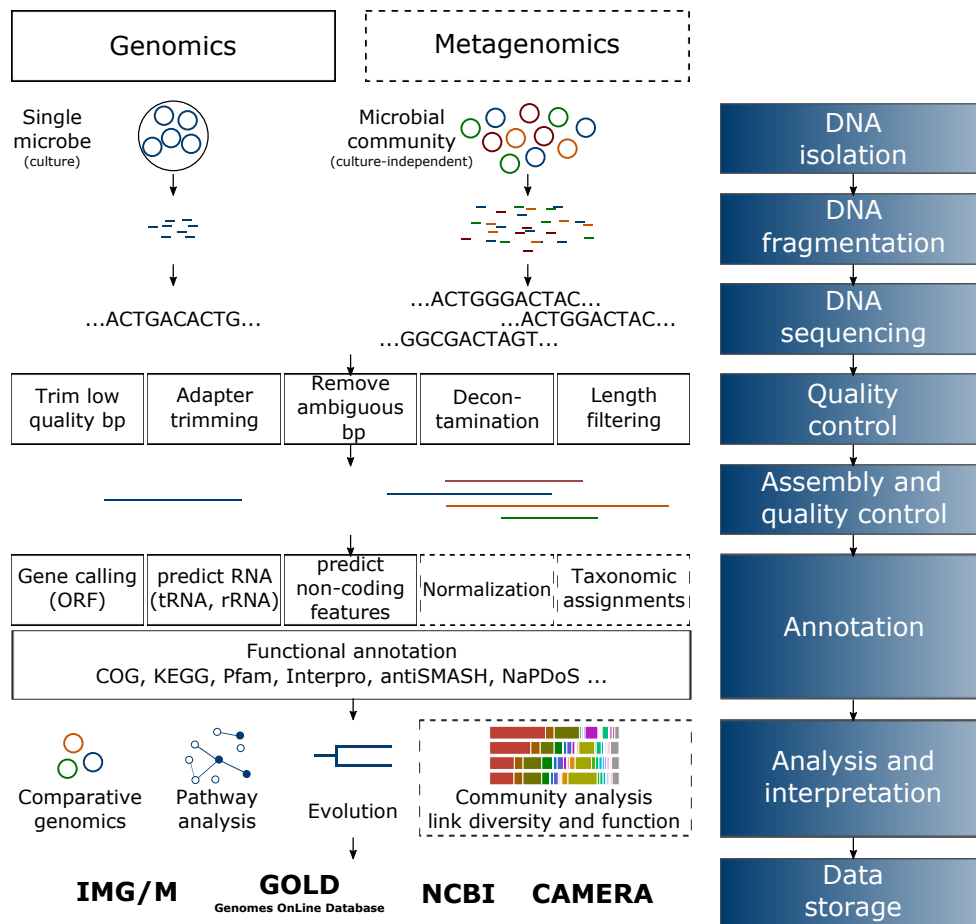 Genomics
Metagenomics
Single
microbe
(culture)
Microbial
community
(culture-independent)
DNA
isolation
DNA
fragmentation
...ACTGACACTG...
...ACTGGGACTAC...
...ACTGGACTAC...
...GGCGACTAGT...
DNA
sequencing
Trim low
quality bp
Adapter
trimming
Remove
ambiguous
bp
Decon-
tamination
Length
filtering
Quality
control
Assembly and
quality control
Gene calling
(ORF)
predict RNA
(tRNA, rRNA)
predict
non-coding
features
Normalization
Taxonomic
assignments
Functional annotation
COG, KEGG, Pfam, Interpro, antiSMASH, NaPDoS ...
Annotation
Comparative
genomics
Pathway
analysis
Evolution
Community analysis
link diversity and function
Analysis and
interpretation
IMG/M
GOLD
Genomes OnLine Database
NCBI
CAMERA
Data
storage